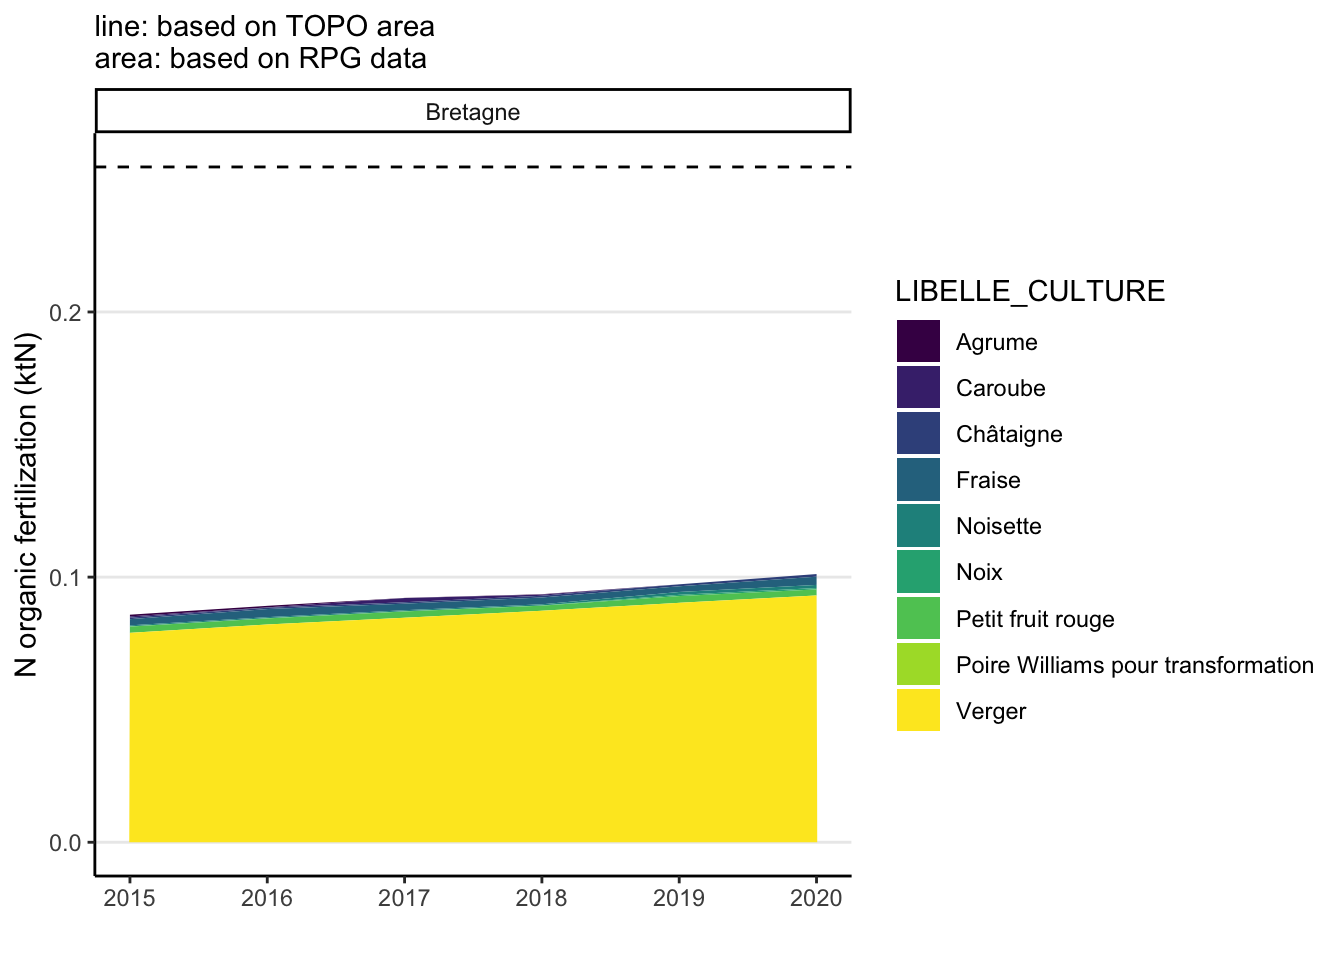 line: based on TOPO area
area: based on RPG data
Bretagne
N organic fertilization (ktN)
0.2
0.1
0.0
2015 2016 2017 2018 2019 2020
LIBELLE_CULTURE
Agrume
Caroube
Châtaigne
Fraise
Noisette
Noix
Petit fruit rouge
Poire Williams pour transformation
Verger